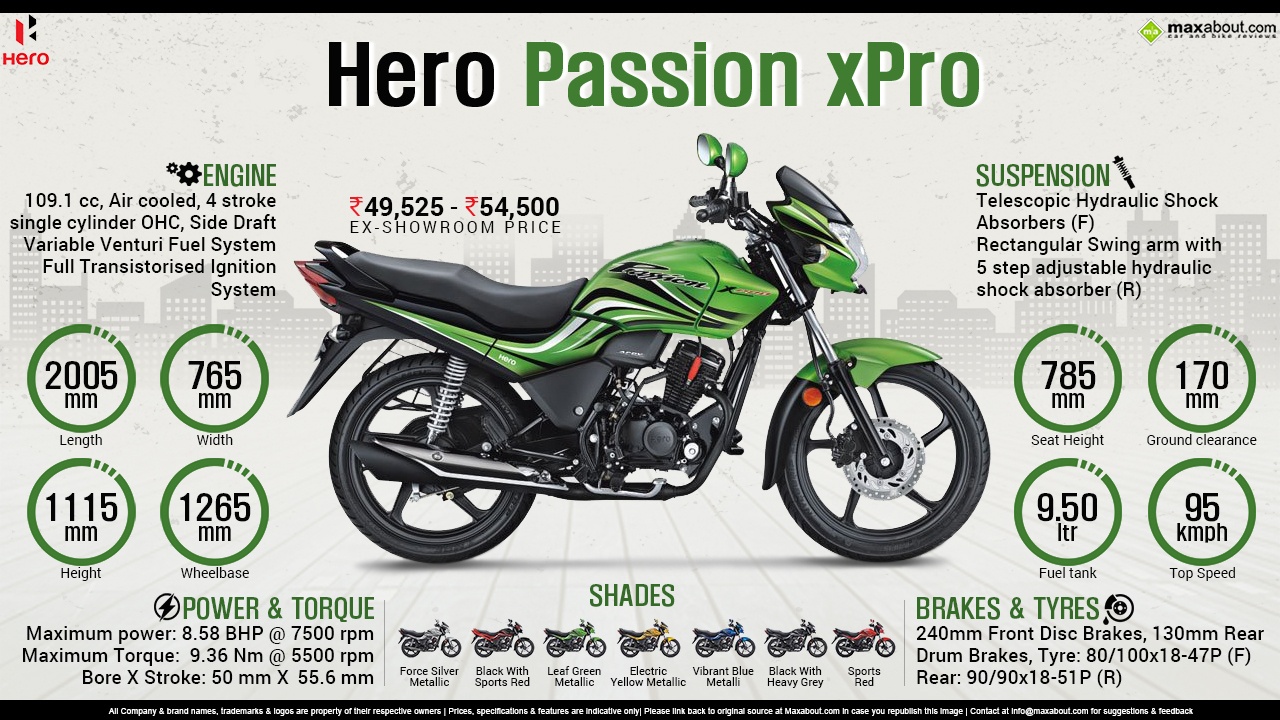 HERO
maxabout.com
car and bike reviews
Hero Passion xPro
ENGINE
109.1 cc, Air cooled, 4 stroke
single cylinder OHC, Side Draft
Variable Venturi Fuel System
Full Transistorised Ignition
System
₹49,525 - ₹54,500
EX-SHOWROOM PRICE
SUSPENSION
Telescopic Hydraulic Shock
Absorbers (F)
Rectangular Swing arm with
5 step adjustable hydraulic
shock absorber (R)
Passion
Hero
Hero
2005
mm
Length
765
mm
Width
1115
mm
Height
1265
mm
Wheelbase
785
mm
Seat Height
170
mm
Ground clearance
9.50
ltr
Fuel tank
95
kmph
Top Speed
POWER & TORQUE
Maximum power: 8.58 BHP @ 7500 rpm
Maximum Torque: 9.36 Nm @ 5500 rpm
Bore X Stroke: 50 mm X 55.6 mm
SHADES
Force Silver
Metallic
Black With
Sports Red
Leaf Green
Metallic
Electric
Yellow Metallic
Vibrant Blue
Metalli
Black With
Heavy Grey
Sports
Red
BRAKES & TYRES
240mm Front Disc Brakes, 130mm Rear
Drum Brakes, Tyre: 80/100x18-47P (F)
Rear: 90/90x18-51P (R)
All Company & brand names, trademarks & logos are property of their respective owners | Prices, specifications & features are indicative only| Please link back to original source at Maxabout.com in case you republish this image | Contact at info@maxabout.com for suggestions & feedback